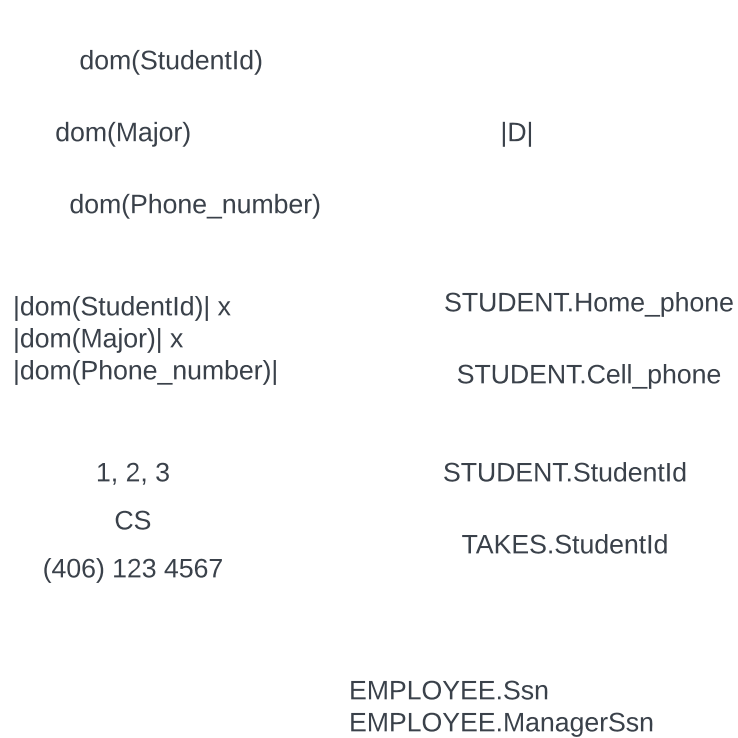 dom(StudentId)
dom(Major)
|D|
dom(Phone_number)
|dom(StudentId)| x
|dom(Major)| x
|dom(Phone_number)|
STUDENT.Home_phone
STUDENT.Cell_phone
1, 2, 3
CS
(406) 123 4567
STUDENT.StudentId
TAKES.StudentId
EMPLOYEE.Ssn
EMPLOYEE.ManagerSsn